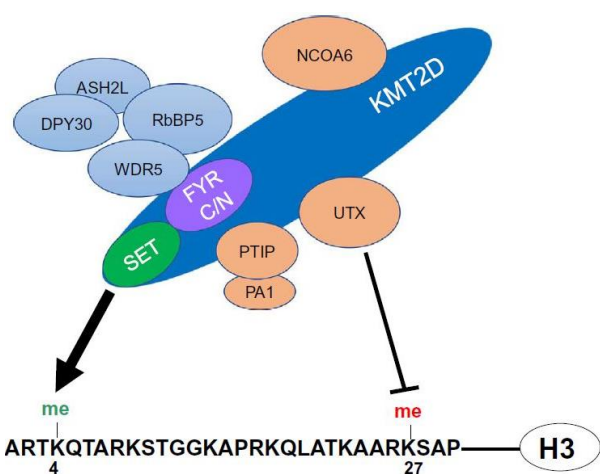 NCOA6
KMT2D
ASH2L
DPY30
RbBP5
WDR5
FYR
C/N
UTX
SET
PTIP
PA1
me
me
ARTKQTARKSTGGKAPRKQLATKAARKSAP
H3
4
27